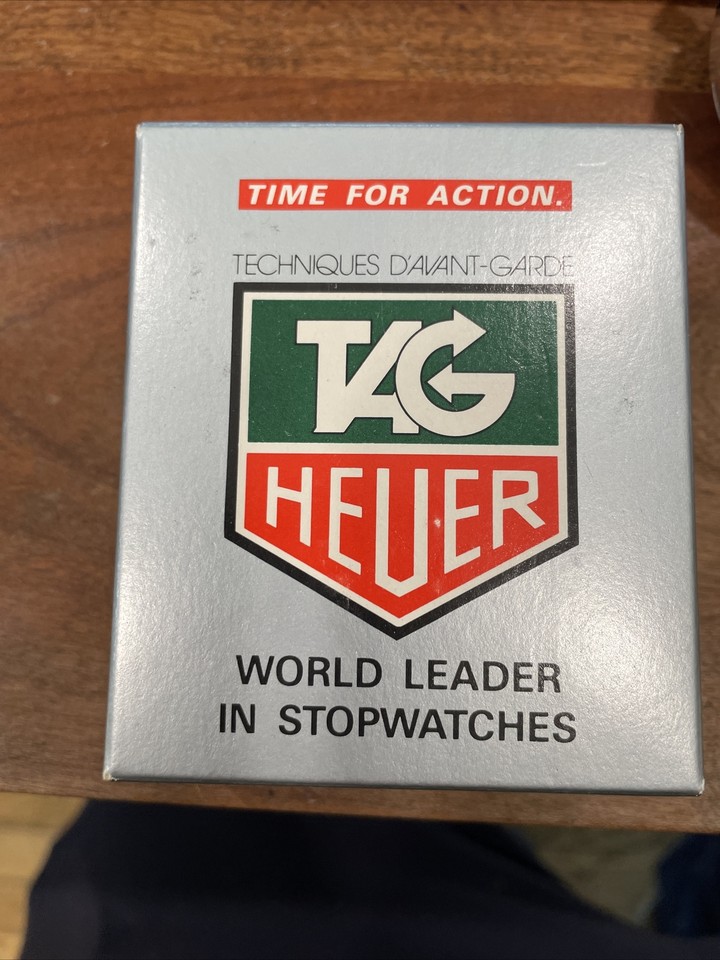 TIME FOR ACTION.
TECHNIQUES D'AVANT-GARDE
TAG
HEUER
WORLD LEADER
IN STOPWATCHES